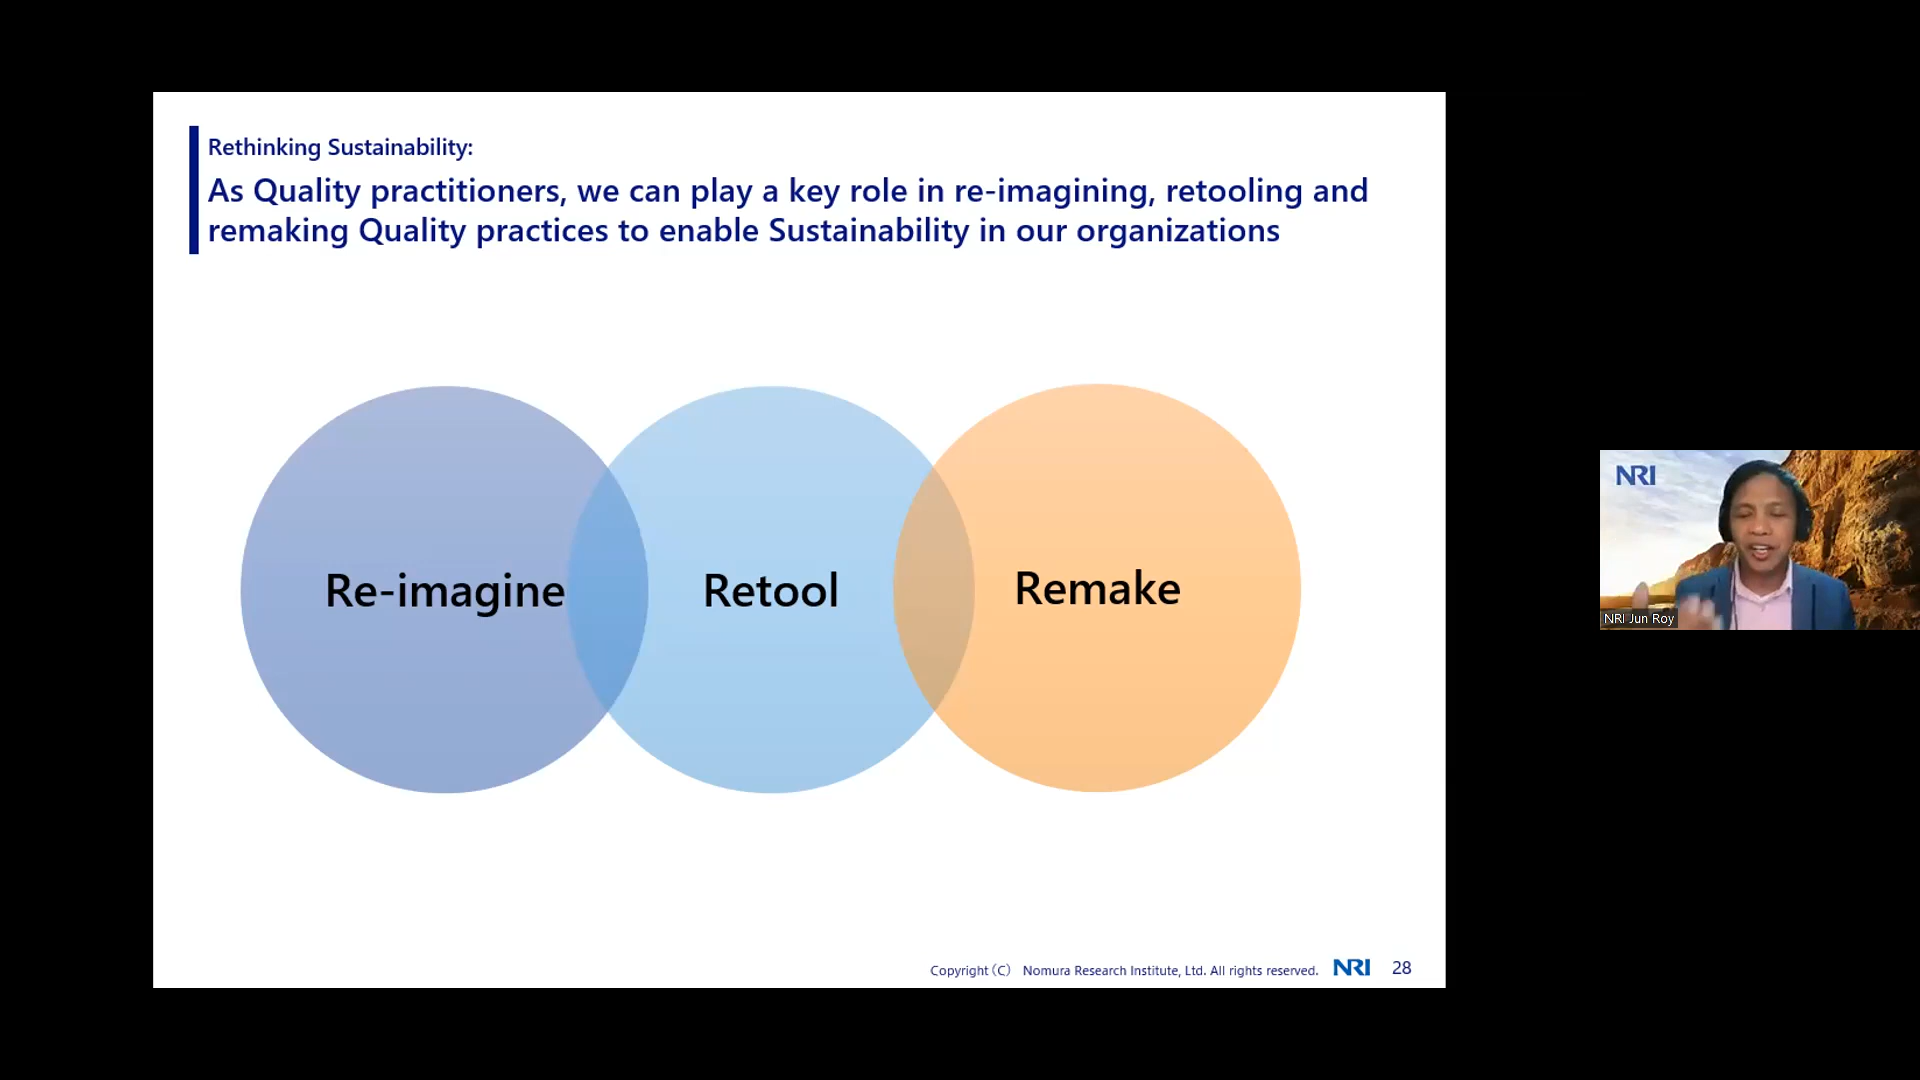 Rethinking Sustainability:
As Quality practitioners, we can play a key role in re-imagining, retooling and
remaking Quality practices to enable Sustainability in our organizations
Re-imagine
Retool
Remake
NRI
NRI Jun Roy
Copyright (C) Nomura Research Institute, Ltd. All rights reserved.
NRI
28